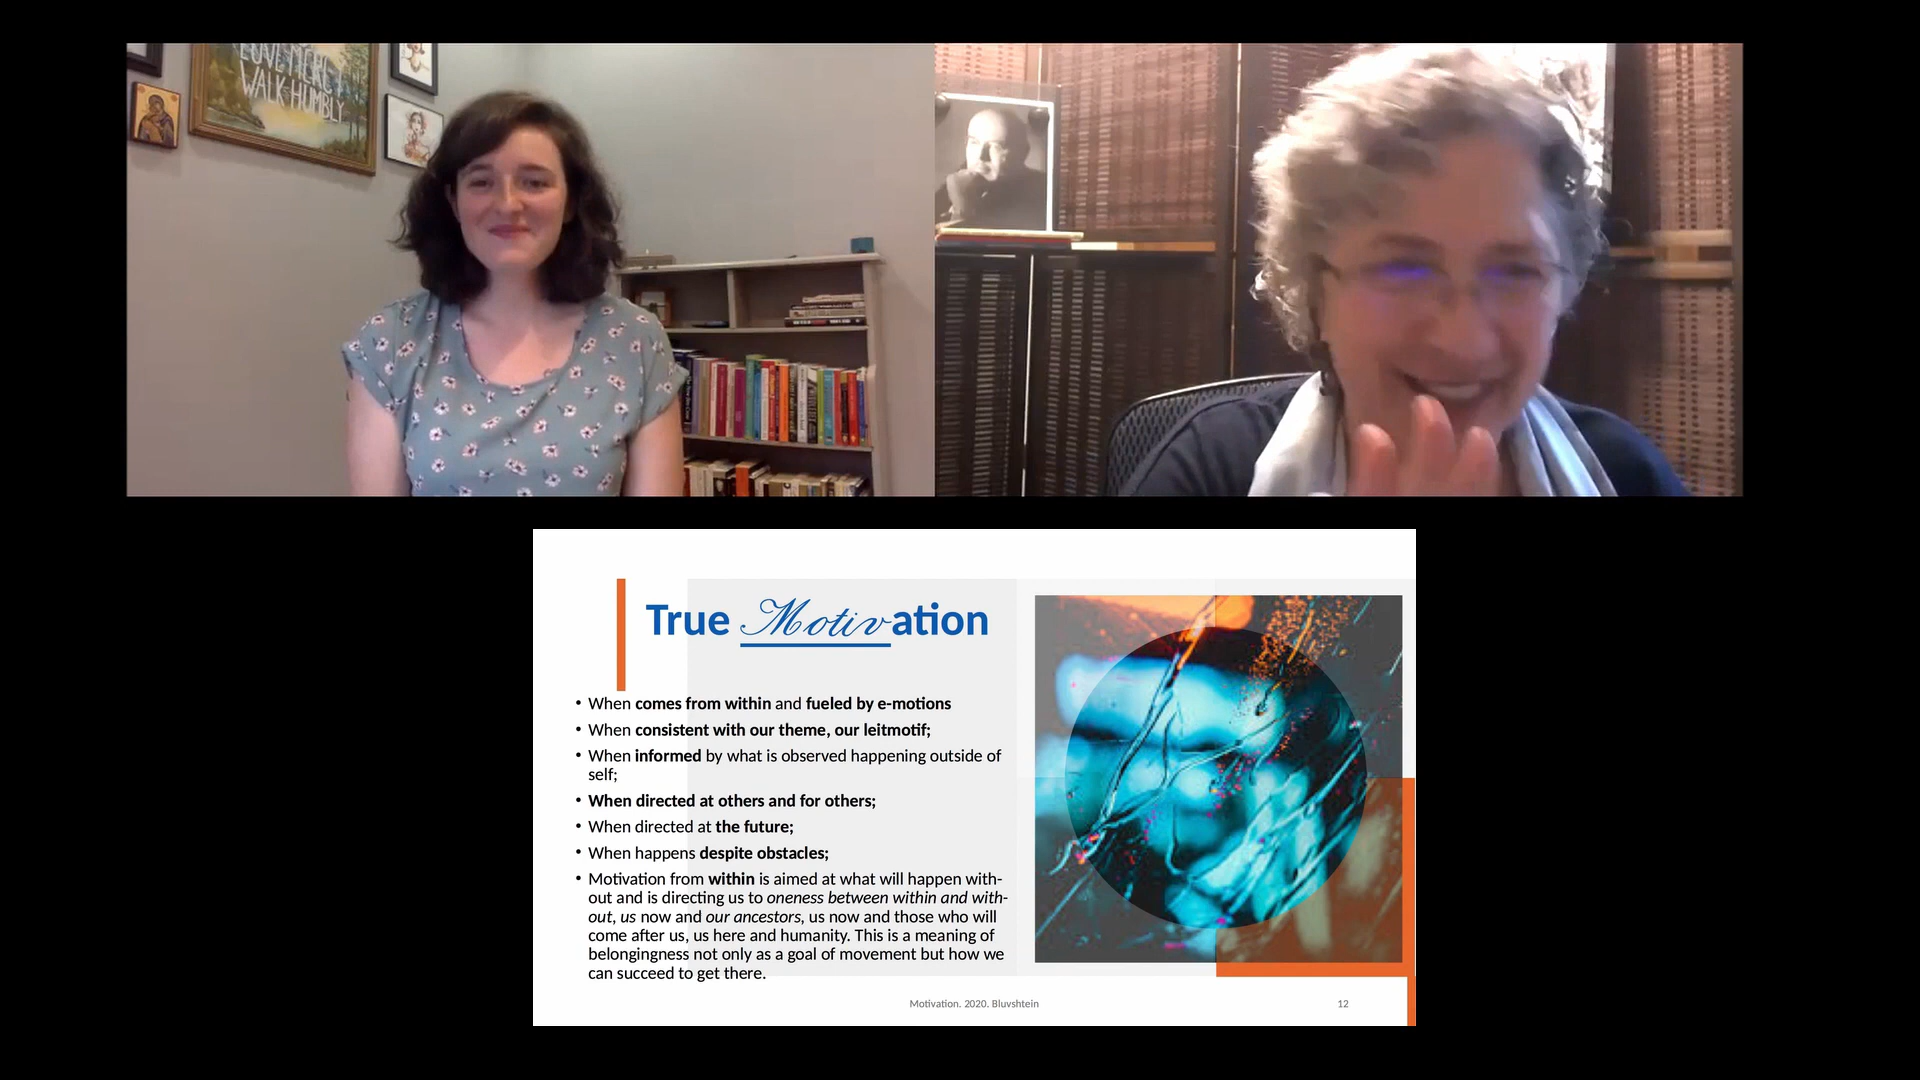 LOVE MERCY
WALK HUMBLY
True Motivation
• When comes from within and fueled by e-motions
• When consistent with our theme, our leitmotif;
• When informed by what is observed happening outside of
self;
• When directed at others and for others;
• When directed at the future;
• When happens despite obstacles;
• Motivation from within is aimed at what will happen with-
out and is directing us to oneness between within and with-
out, us now and our ancestors, us now and those who will
come after us, us here and humanity. This is a meaning of
belongingness not only as a goal of movement but how we
can succeed to get there.
Motivation. 2020. Bluvshtein
12